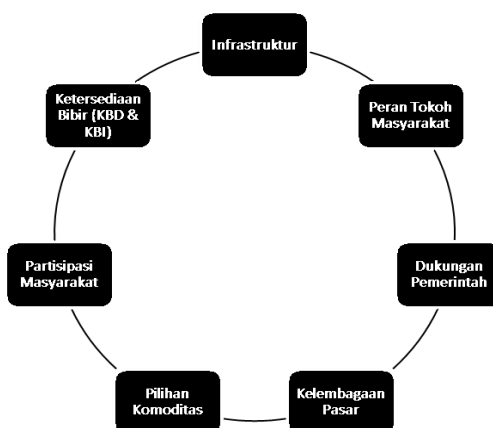 Infrastruktur
Peran Tokoh
Masyarakat
Dukungan
Pemerintah
Kelembagaan
Pasar
Pilihan
Komoditas
Partisipasi
Masyarakat
Ketersediaan
Bibir (KBD &
KBI)